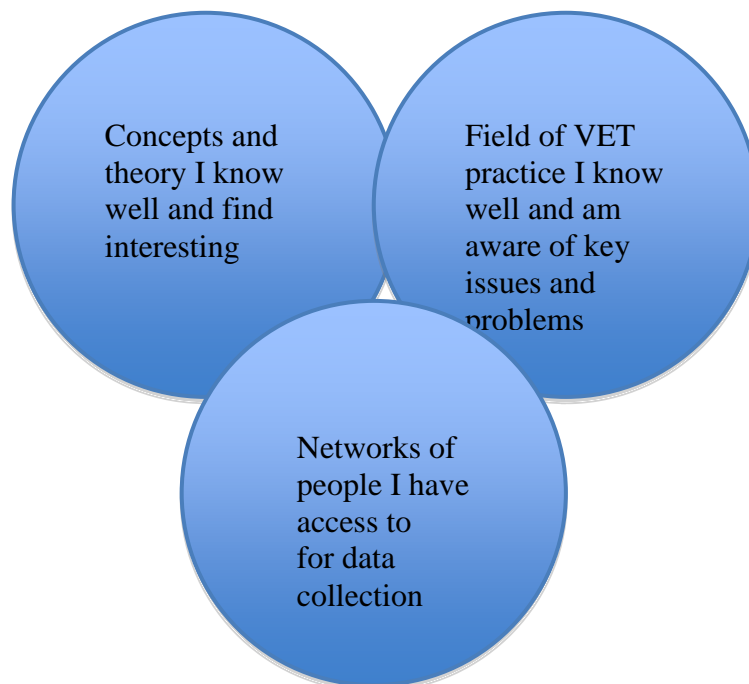 Concepts and
theory I know
well and find
interesting
Field of VET
practice I know
well and am
aware of key
issues and
problems
Networks of
people I have
access to
for data
collection